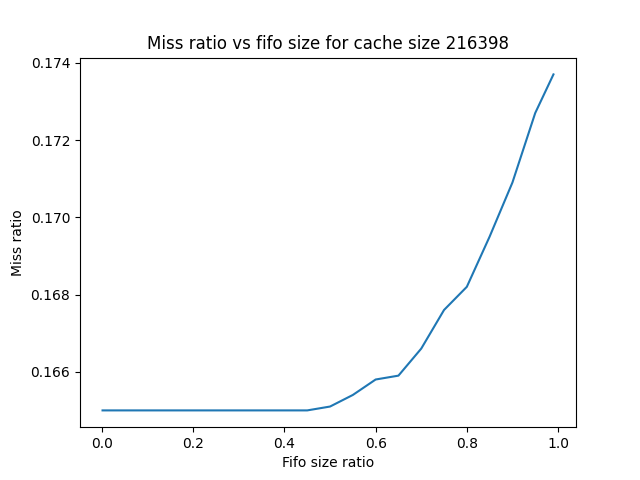 Miss ratio vs fifo size for cache size 216398
0.174
0.172
0.170
0.168
0.166
Miss ratio
0.0 0.2 0.4 0.6 0.8 1.0
Fifo size ratio